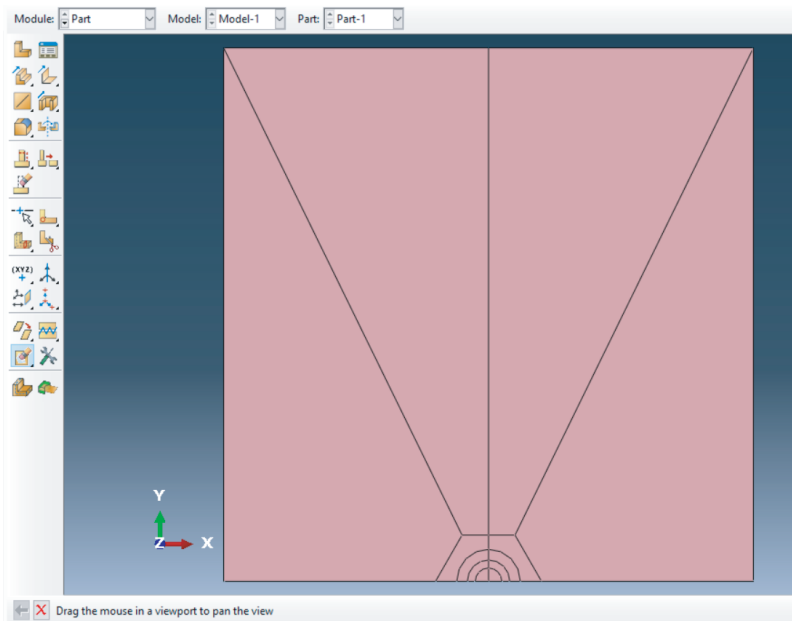 Module: Part Model: Model-1 Part: Part-1
(XYZ)
Y
Z X
Drag the mouse in a viewport to pan the view